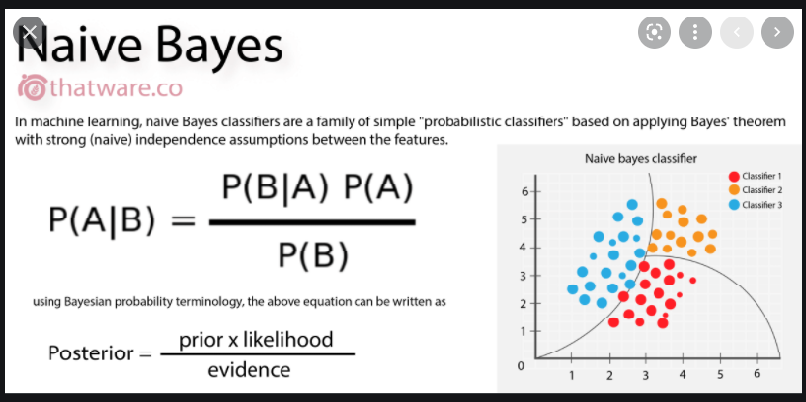 Naive Bayes
thatware.co
In machine learning, naive Bayes classifiers are a family of simple "probabilistic classifiers" based on applying Bayes' theorem
with strong (naive) independence assumptions between the features.
P(A|B) = P(B|A) P(A)
P(B)
using Bayesian probability terminology, the above equation can be written as
Posterior = prior x likelihood
evidence
Naive bayes classifier
Classifier 1
Classifier 2
Classifier 3
6
5
4
3
2
1
0
1 2 3 4 5 6